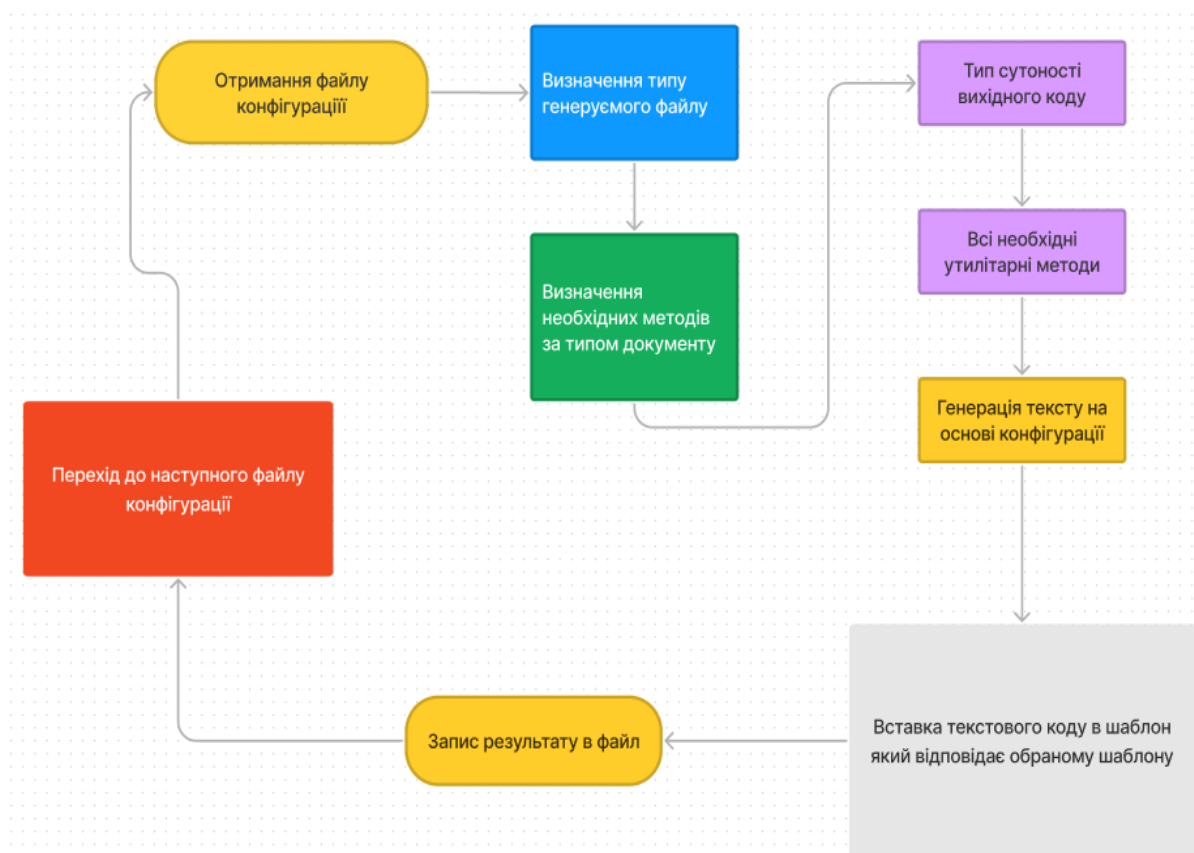 Отримання файлу
конфігураціїї
Визначення типу
генеруємого файлу
Тип сутоності
вихідного коду
Визначення
необхідних методів
за типом документу
Всі необхідні
утилітарні методи
Генерація тексту на
основі конфігурації
Перехід до наступного файлу
конфігурації
Вставка текстового коду в шаблон
який відповідає обраному шаблону
Запис результату в файл